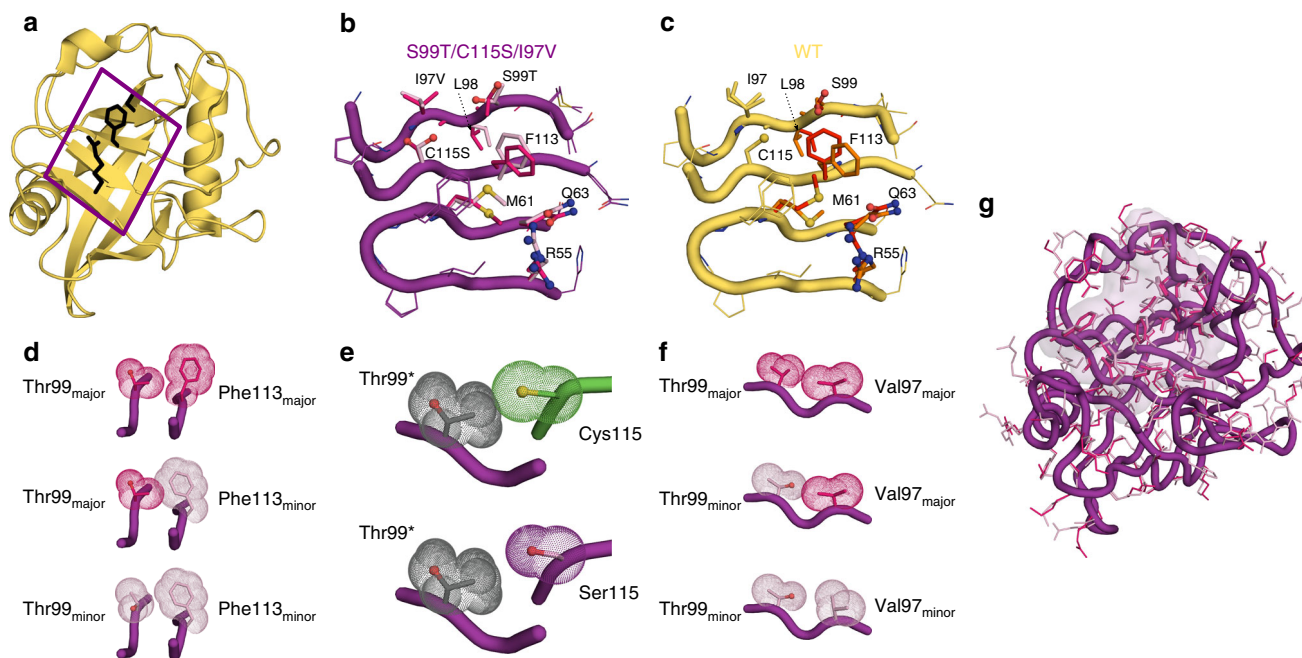 a
b
S99T/C115S/I97V
I97V
L98
S99T
F113
C115S
M61
Q63
R55
c
WT
I97
L98
S99
F113
C115
M61
Q63
R55
g
d
Thr99major
Phe113major
Thr99major
Phe113minor
Thr99minor
Phe113minor
e
Thr99*
Cys115
Thr99*
Ser115
f
Thr99major
Val97major
Thr99minor
Val97major
Thr99minor
Val97minor